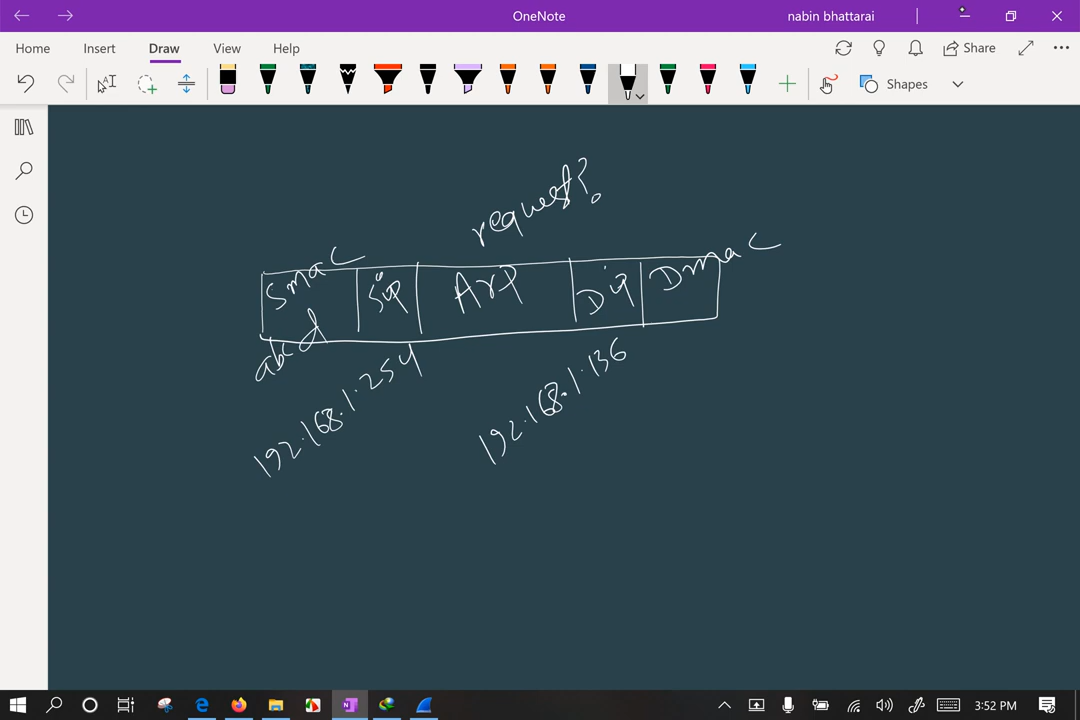 OneNote
nabin bhattarai
Home Insert Draw View Help
Share
Shapes
request?
Smac Sip Arp Dip Dmac
abcd
192.168.1.254
192.168.1.136
3:52 PM